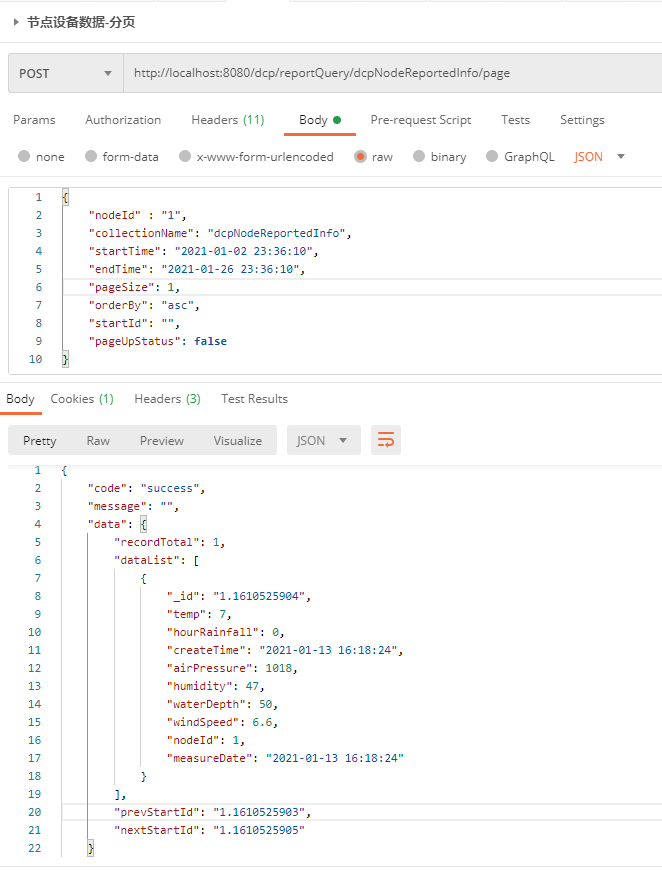 节点设备数据-分页
POST http://localhost:8080/dcp/reportQuery/dcpNodeReportedInfo/page
Params Authorization Headers (11) Body Pre-request Script Tests Settings
none form-data x-www-form-urlencoded raw binary GraphQL JSON
1 {
2 "nodeId" : "1",
3 "collectionName": "dcpNodeReportedInfo",
4 "startTime": "2021-01-02 23:36:10",
5 "endTime": "2021-01-26 23:36:10",
6 "pageSize": 1,
7 "orderBy": "asc",
8 "startId": "",
9 "pageUpStatus": false
10 }
Body Cookies (1) Headers (3) Test Results
Pretty Raw Preview Visualize JSON
1 {
2 "code": "success",
3 "message": "",
4 "data": {
5 "recordTotal": 1,
6 "dataList": [
7 {
8 "_id": "1.1610525904",
9 "temp": 7,
10 "hourRainfall": 0,
11 "createTime": "2021-01-13 16:18:24",
12 "airPressure": 1018,
13 "humidity": 47,
14 "waterDepth": 50,
15 "windSpeed": 6.6,
16 "nodeId": 1,
17 "measureDate": "2021-01-13 16:18:24"
18 }
19 ],
20 "prevStartId": "1.1610525903",
21 "nextStartId": "1.1610525905"
22 }